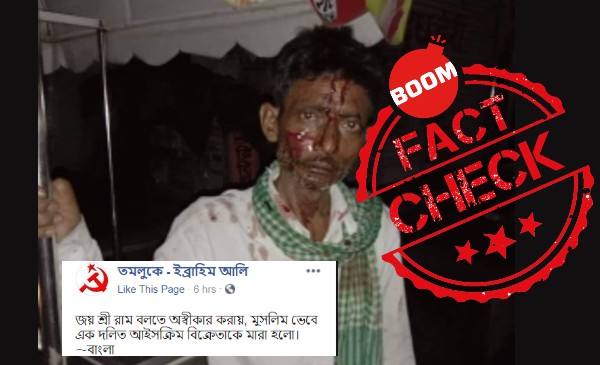 BOOM
FACT
CHECK
তমলুকে - ইব্রাহিম আলি
Like This Page · 6 hrs ·
জয় শ্রী রাম বলতে অস্বীকার করায়, মুসলিম ভেবে
এক দলিত আইসক্রিম বিক্রেতাকে মারা হলো।
~বাংলা